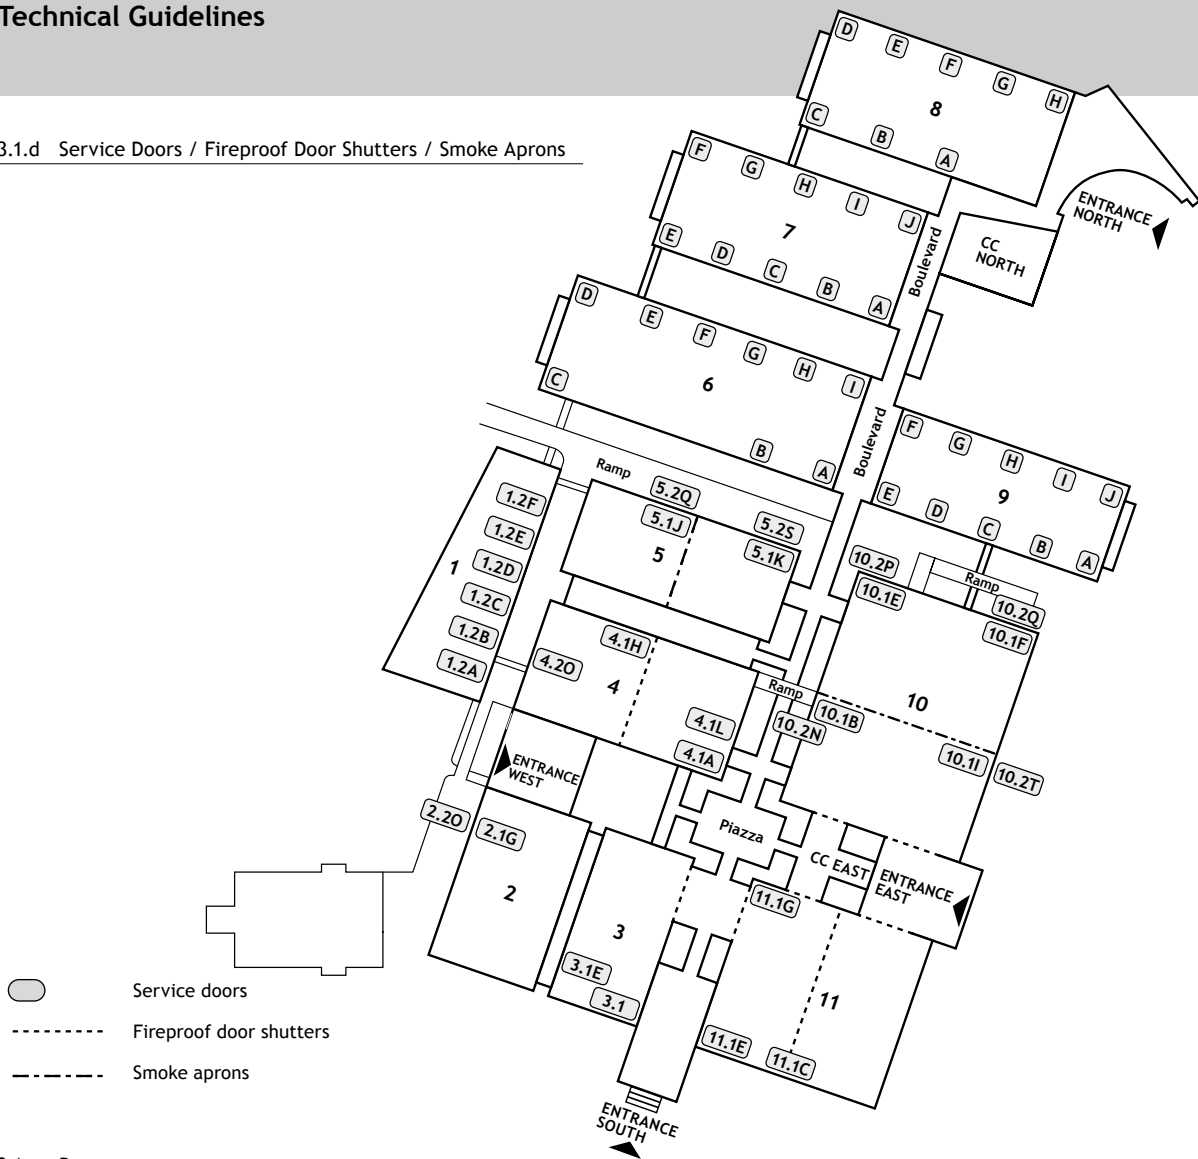 Technical Guidelines
3.1.d Service Doors / Fireproof Door Shutters / Smoke Aprons
D
E
F
G
H
8
C
B
A
ENTRANCE
NORTH
F
G
H
I
J
7
E
D
C
B
A
Boulevard
CC
NORTH
D
E
F
G
H
I
6
C
B
A
Boulevard
F
G
H
I
J
9
E
D
C
B
A
Ramp
5.2Q
5.1J
5.2S
5.1K
5
1.2F
1.2E
1.2D
1.2C
1.2B
1.2A
1
10.2P
10.1E
Ramp
10.2Q
10.1F
10
4.1H
4.2O
4
4.1L
4.1A
Ramp
10.2N
10.1B
10.1I
10.2T
ENTRANCE
WEST
2.2O
2.1G
2
Piazza
CC EAST
ENTRANCE
EAST
3
3.1E
3.1
11.1G
11
11.1E
11.1C
Service doors
Fireproof door shutters
Smoke aprons
ENTRANCE
SOUTH